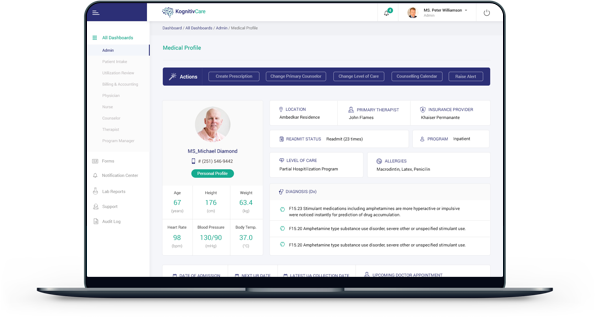 KognitivCare
4
MD. Peter Williamson
Admin
Dashboard / All Dashboards / Admin / Medical Profile
All Dashboards
Admin
Patient Intake
Utilization Review
Billing & Accounting
Physician
Nurse
Counselor
Therapist
Program Manager
Forms
Notification Center
Lab Reports
Support
Audit Log
Medical Profile
Actions
Create Prescription
Change Primary Counselor
Change Level of Care
Counselling Calendar
Raise Alert
MS_Michael Diamond
# (251) 546-9442
Personal Profile
Age
67
(years)
Height
176
(cm)
Weight
63.4
(kg)
Heart Rate
98
(bpm)
Blood Pressure
130/90
(mmHg)
Body Temp.
37.0
(°C)
LOCATION
Ambedkar Residence
PRIMARY THERAPIST
John Flames
INSURANCE PROVIDER
Khaiser Permanante
READMIT STATUS
Readmit (23 times)
PROGRAM
Inpatient
LEVEL OF CARE
Partial Hospitilization Program
ALLERGIES
Macrodintin, Latex, Penicilin
DIAGNOSIS (Dx)
F15.23 Stimulant medications including amphetamines are more hyperactive or impulsive
were noticed instantly for prediction of drug accumulation.
F15.20 Amphetamine type substance use disorder, severe other or unspecified stimulant use.
F15.20 Amphetamine type substance use disorder, severe other or unspecified stimulant use.
DATE OF ADMISSION
NEXT UR DATE
LATEST UA COLLECTION DATE
UPCOMING DOCTOR APPOINTMENT